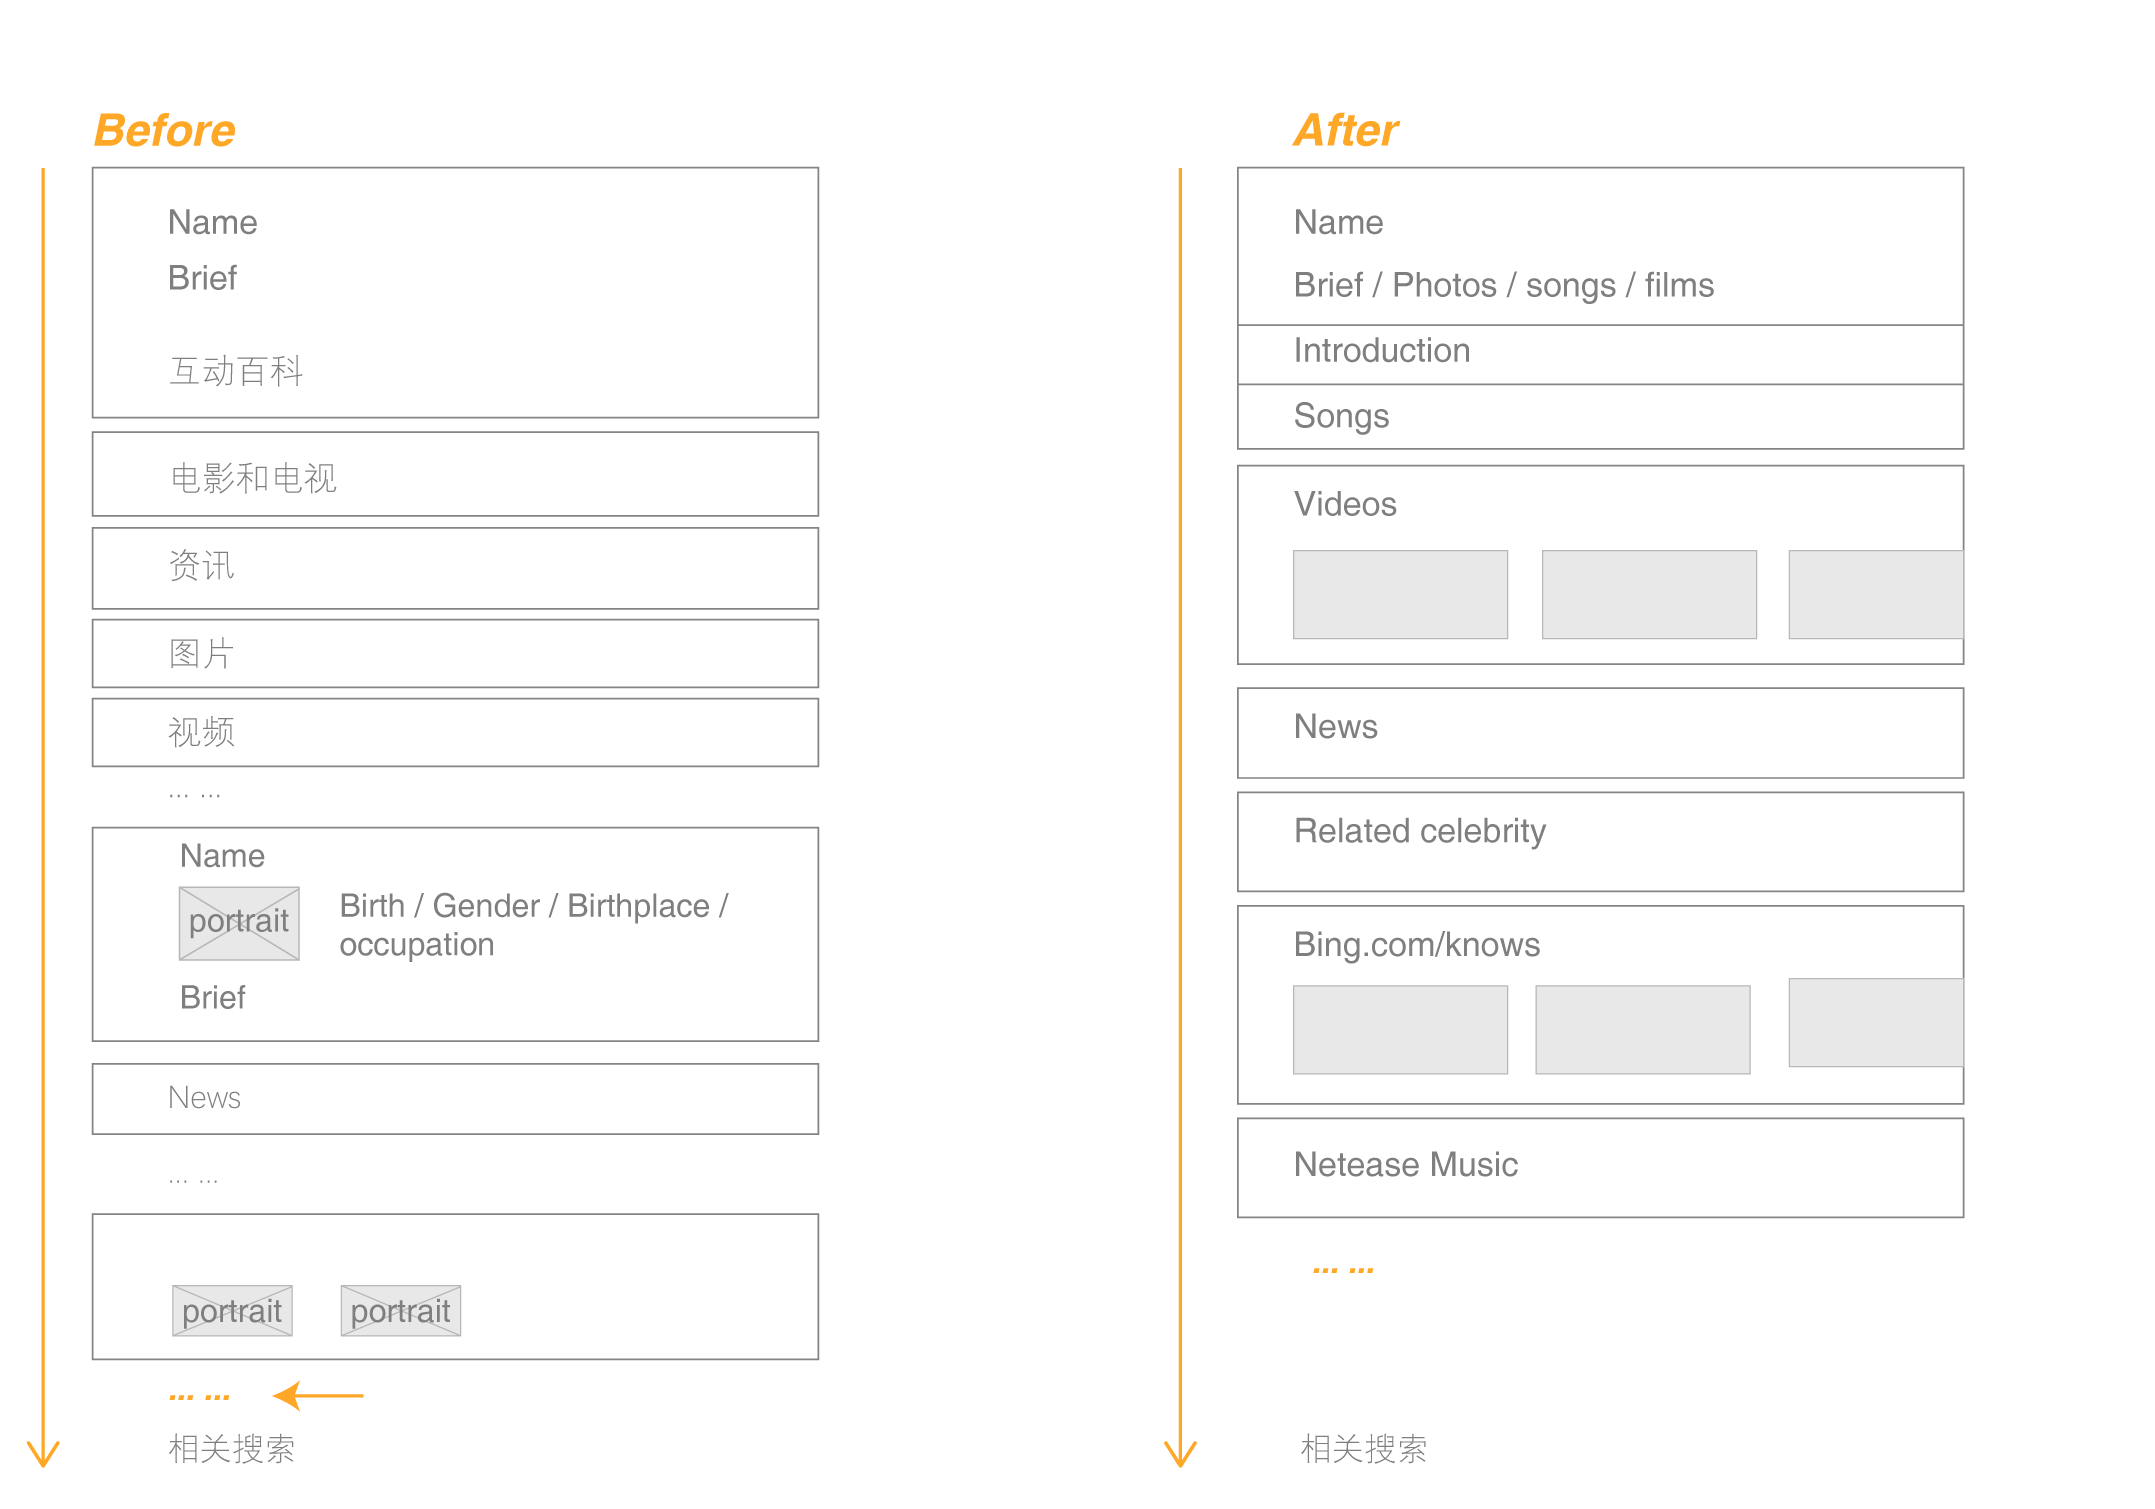 Before
Name
Brief
互动百科
电影和电视
资讯
图片
视频
... ...
Name
portrait
Birth / Gender / Birthplace /
occupation
Brief
News
... ...
portrait portrait
... ...
相关搜索
After
Name
Brief / Photos / songs / films
Introduction
Songs
Videos
News
Related celebrity
Bing.com/knows
Netease Music
... ...
相关搜索